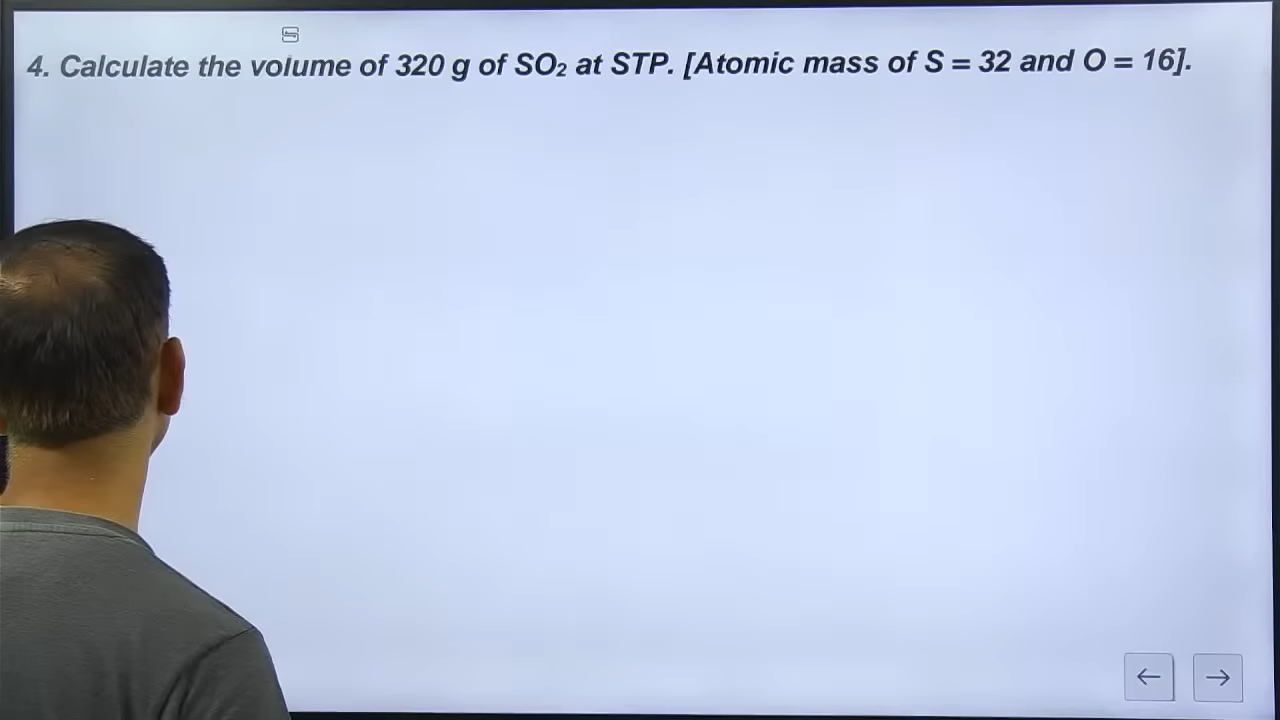 4. Calculate the volume of 320 g of SO₂ at STP. [Atomic mass of S = 32 and O = 16].